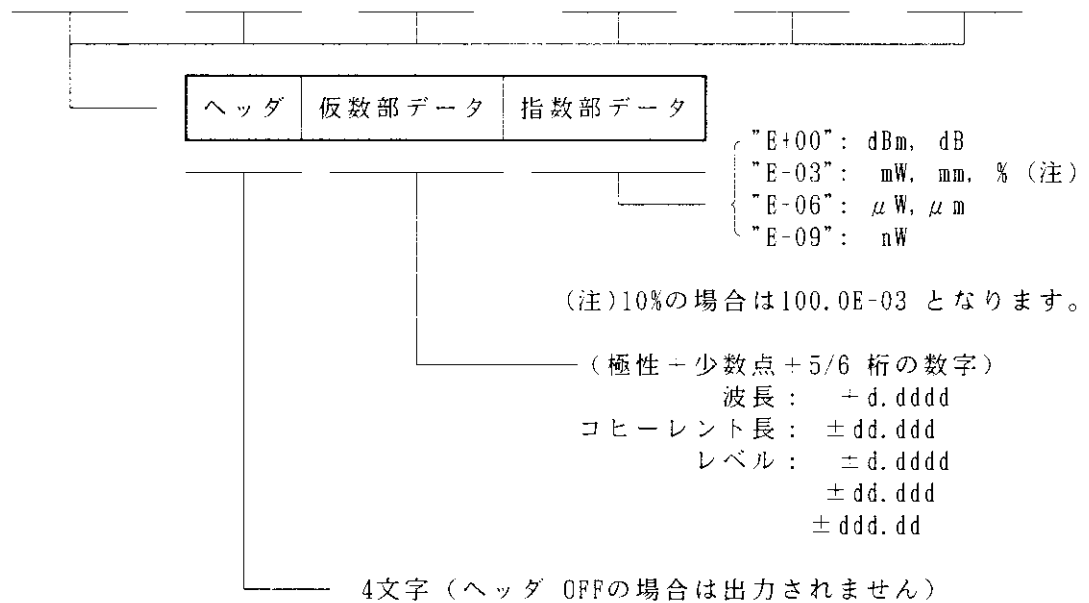 ヘッダ 仮数部データ 指数部データ
"E+00": dBm, dB
"E-03": mW, mm, % (注)
"E-06": μW, μm
"E-09": nW
(注)10%の場合は100.0E-03 となります。
(極性+少数点+5/6 桁の数字)
波長: +d.dddd
コヒーレント長: ±dd.ddd
レベル: ±d.dddd
±dd.ddd
±ddd.dd
4文字 (ヘッダ OFFの場合は出力されません)